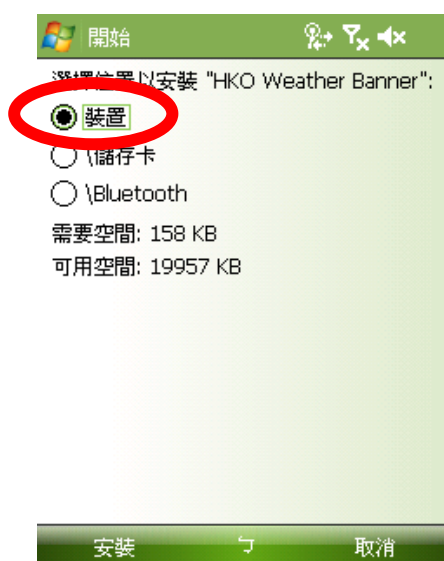 開始
選擇位置以安裝 "HKO Weather Banner":
裝置
\儲存卡
\Bluetooth
需要空間: 158 KB
可用空間: 19957 KB
安裝 ㄅ 取消